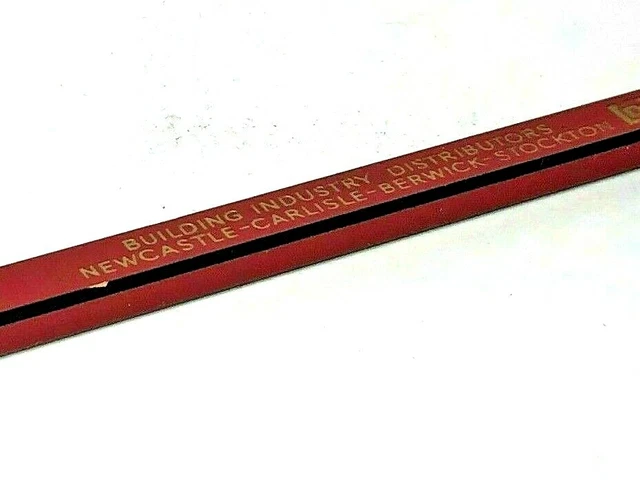 BUILDING INDUSTRY DISTRIBUTORS
NEWCASTLE-CARLISLE-BERWICK-STOCKTON